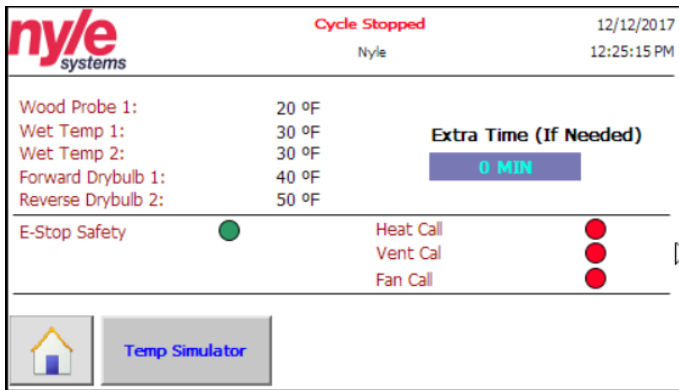 nyle
systems
Cycle Stopped
Nyle
12/12/2017
12:25:15 PM
Wood Probe 1: 20 ºF
Wet Temp 1: 30 ºF
Wet Temp 2: 30 ºF
Forward Drybulb 1: 40 ºF
Reverse Drybulb 2: 50 ºF
Extra Time (If Needed)
0 MIN
E-Stop Safety
Heat Call
Vent Cal
Fan Call
Temp Simulator